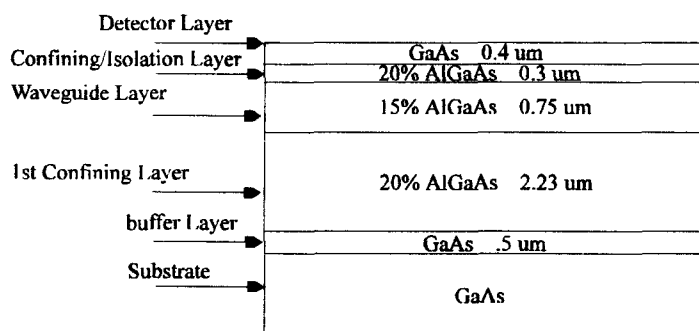 Detector Layer
GaAs 0.4 um
Confining/Isolation Layer
20% AlGaAs 0.3 um
Waveguide Layer
15% AlGaAs 0.75 um
1st Confining Layer
20% AlGaAs 2.23 um
buffer Layer
GaAs .5 um
Substrate
GaAs